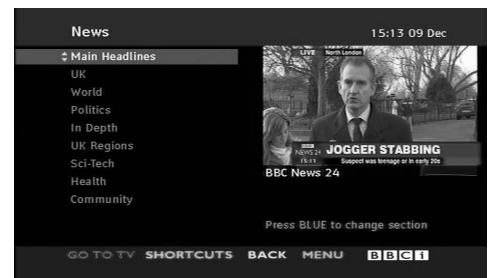 News
15:13 09 Dec
Main Headlines
UK
World
Politics
In Depth
UK Regions
Sci-Tech
Health
Community
LIVE North London
NEWS 24
JOGGER STABBING
15:13
Suspect was teenage or in early 20s
BBC News 24
Press BLUE to change section
GO TO TV SHORTCUTS BACK MENU BBCi